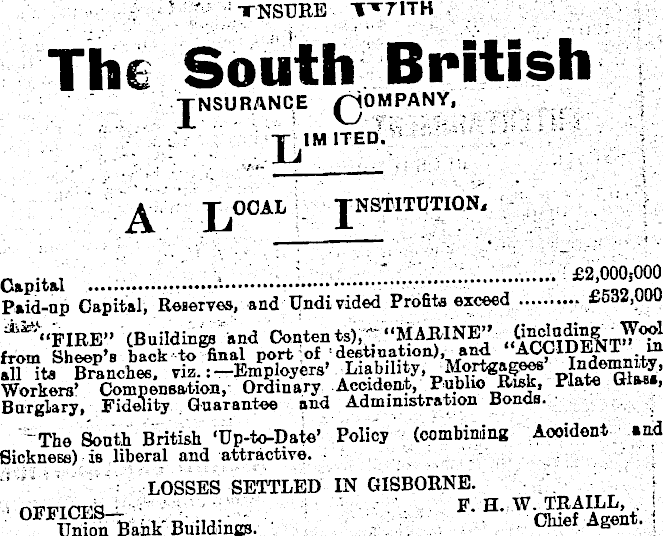 INSURE WITH
The South British
INSURANCE COMPANY,
LIMITED.
A LOCAL INSTITUTION.
Capital ................................ £2,000,000
Paid-up Capital, Reserves, and Undivided Profits exceed .......... £532,000
"FIRE" (Buildings and Contents), "MARINE" (including Wool
from Sheep's back to final port of destination), and "ACCIDENT" in
all its Branches, viz.:—Employers' Liability, Mortgagees' Indemnity,
Workers' Compensation, Ordinary Accident, Public Risk, Plate Glass,
Burglary, Fidelity Guarantee and Administration Bonds.
The South British 'Up-to-Date' Policy (combining Accident and
Sickness) is liberal and attractive.
LOSSES SETTLED IN GISBORNE.
OFFICES— F. H. W. TRAILL,
Union Bank Buildings. Chief Agent.